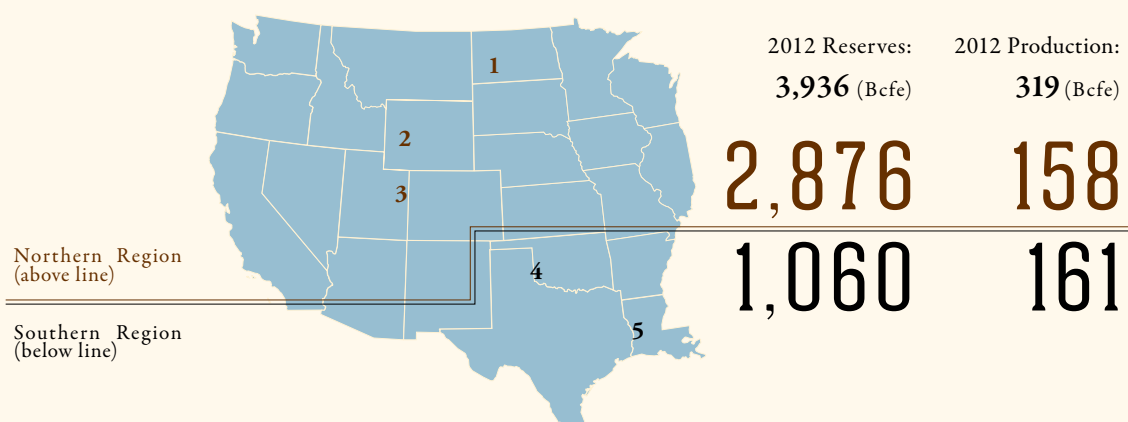 2012 Reserves: 2012 Production:
3,936 (Bcfe) 319 (Bcfe)
1
2
3
2,876 158
Northern Region
(above line)
4
1,060 161
Southern Region
(below line)
5